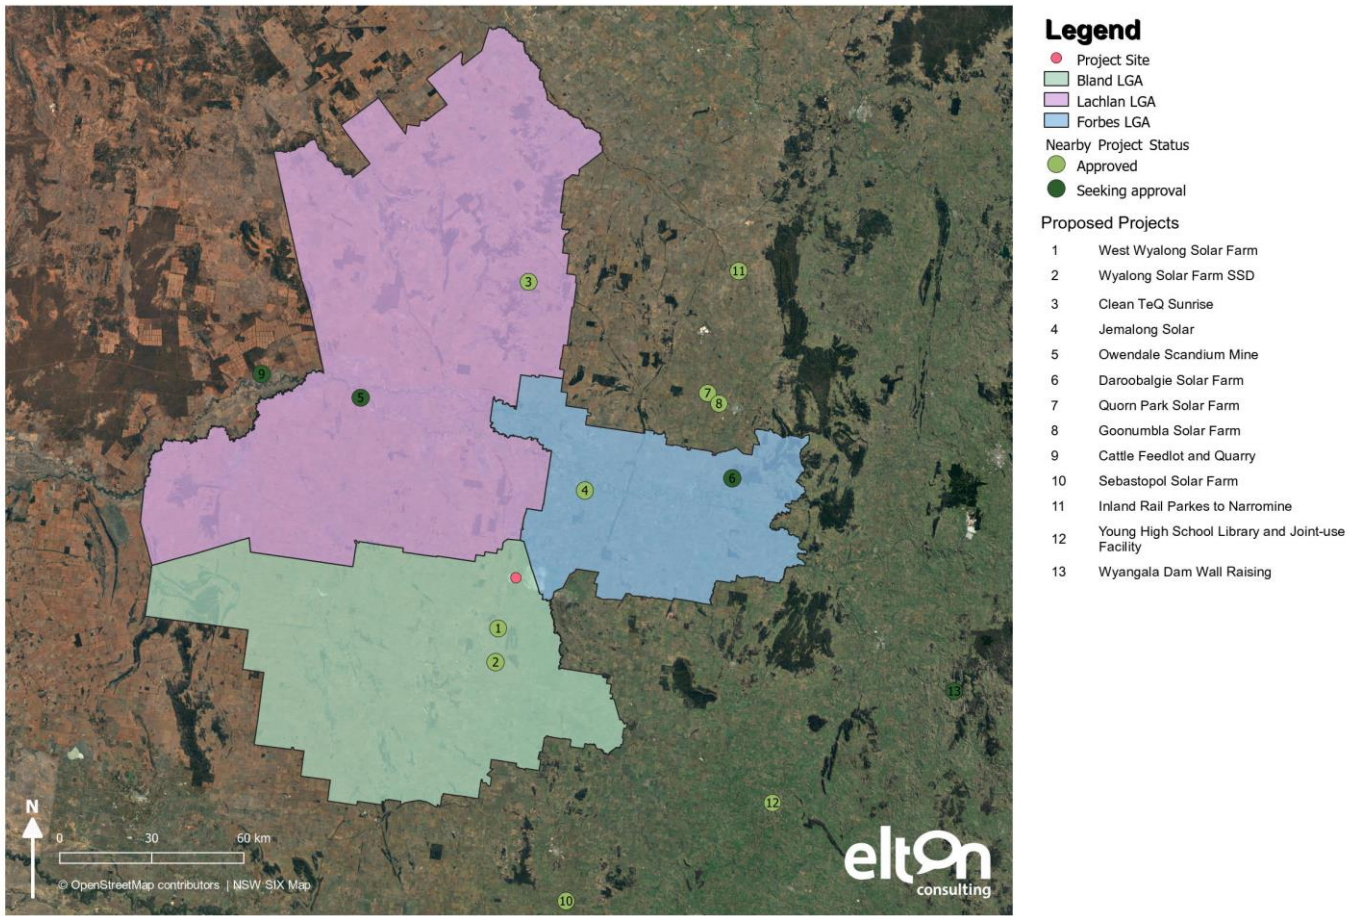 Legend
Project Site
Bland LGA
Lachlan LGA
Forbes LGA
Nearby Project Status
Approved
Seeking approval
Proposed Projects
1 West Wyalong Solar Farm
2 Wyalong Solar Farm SSD
3 Clean TeQ Sunrise
4 Jemalong Solar
5 Owendale Scandium Mine
6 Daroobalgie Solar Farm
7 Quorn Park Solar Farm
8 Goonumbla Solar Farm
9 Cattle Feedlot and Quarry
10 Sebastopol Solar Farm
11 Inland Rail Parkes to Narromine
12 Young High School Library and Joint-use
Facility
13 Wyangala Dam Wall Raising
3
11
9
5
7
8
6
4
1
2
13
12
10
N
0 30 60 km
© OpenStreetMap contributors | NSW SIX Map
elton
consulting